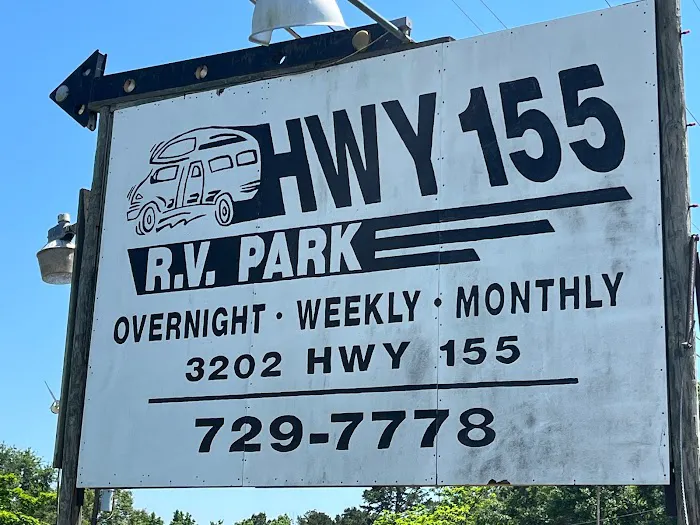 HWY 155
R.V. PARK
OVERNIGHT · WEEKLY · MONTHLY
3202 HWY 155
729-7778